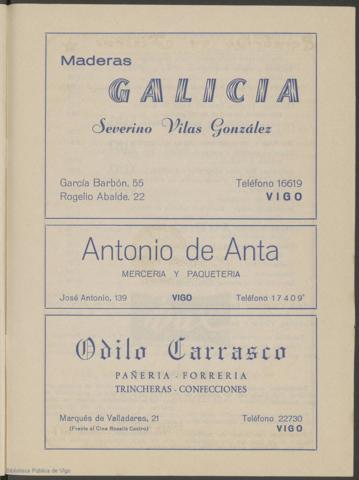 Maderas
GALICIA
Severino Vilas González
García Barbón, 55 Teléfono 16619
Rogelio Abalde, 22 VIGO
Antonio de Anta
MERCERIA Y PAQUETERIA
José Antonio, 139 VIGO Teléfono 17409
Odilo Carrasco
PAÑERIA - FORRERIA
TRINCHERAS - CONFECCIONES
Marqués de Valladares, 21 Teléfono 22730
(Frente al Cine Rosalía Castro) VIGO
Biblioteca Pública de Vigo